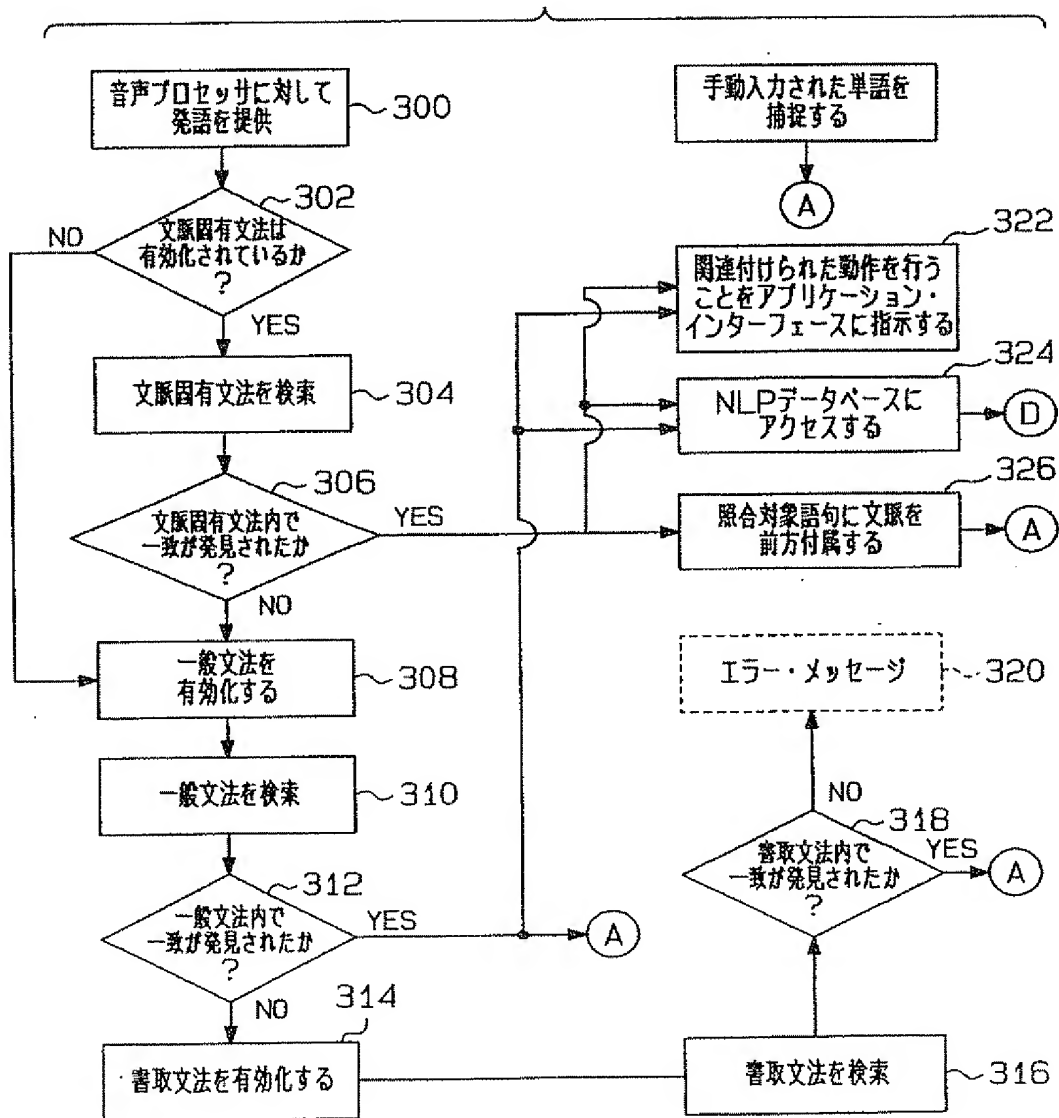 音声プロセッサに対して
発語を提供
300
302
文脈固有文法は
有効化されているか
?
NO
YES
文脈固有文法を検索
304
306
文脈固有文法内で
一致が発見されたか
?
YES
NO
一般文法を
有効化する
308
一般文法を検索
310
312
一般文法内で
一致が発見されたか
?
YES
A
NO
314
書取文法を有効化する
手動入力された単語を
捕捉する
A
322
関連付けられた動作を行う
ことをアプリケーション・
インターフェースに指示する
324
NLPデータベースに
アクセスする
D
326
照合対象語句に文脈を
前方付属する
A
エラー・メッセージ
320
NO
318
書取文法内で
一致が発見されたか
?
YES
A
書取文法を検索
316